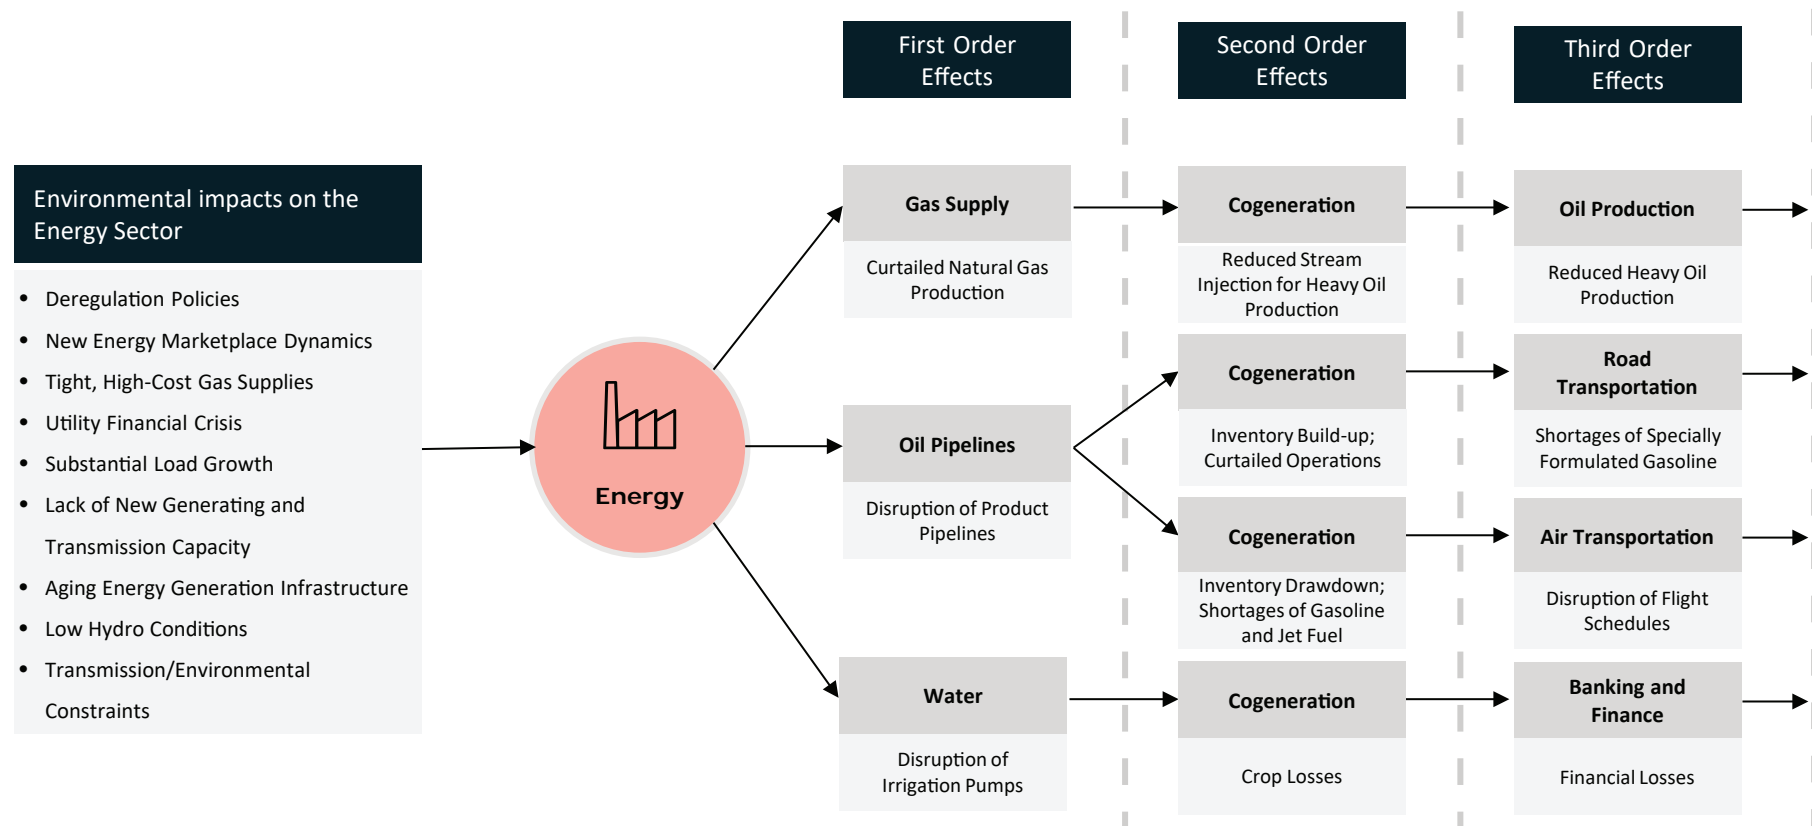 First Order
Effects
Second Order
Effects
Third Order
Effects
Environmental impacts on the
Energy Sector
• Deregulation Policies
• New Energy Marketplace Dynamics
• Tight, High-Cost Gas Supplies
• Utility Financial Crisis
• Substantial Load Growth
• Lack of New Generating and
Transmission Capacity
• Aging Energy Generation Infrastructure
• Low Hydro Conditions
• Transmission/Environmental
Constraints
Energy
Gas Supply
Curtailed Natural Gas
Production
Cogeneration
Reduced Stream
Injection for Heavy Oil
Production
Oil Production
Reduced Heavy Oil
Production
Oil Pipelines
Disruption of Product
Pipelines
Cogeneration
Inventory Build-up;
Curtailed Operations
Road
Transportation
Shortages of Specially
Formulated Gasoline
Cogeneration
Inventory Drawdown;
Shortages of Gasoline
and Jet Fuel
Air Transportation
Disruption of Flight
Schedules
Water
Disruption of
Irrigation Pumps
Cogeneration
Crop Losses
Banking and
Finance
Financial Losses